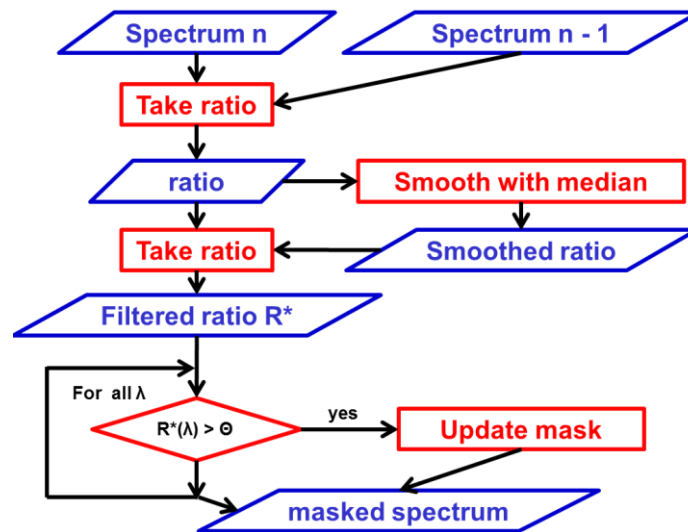 Spectrum n
Spectrum n - 1
Take ratio
ratio
Smooth with median
Take ratio
Smoothed ratio
Filtered ratio R*
For all λ
R*(λ) > Θ
yes
Update mask
masked spectrum